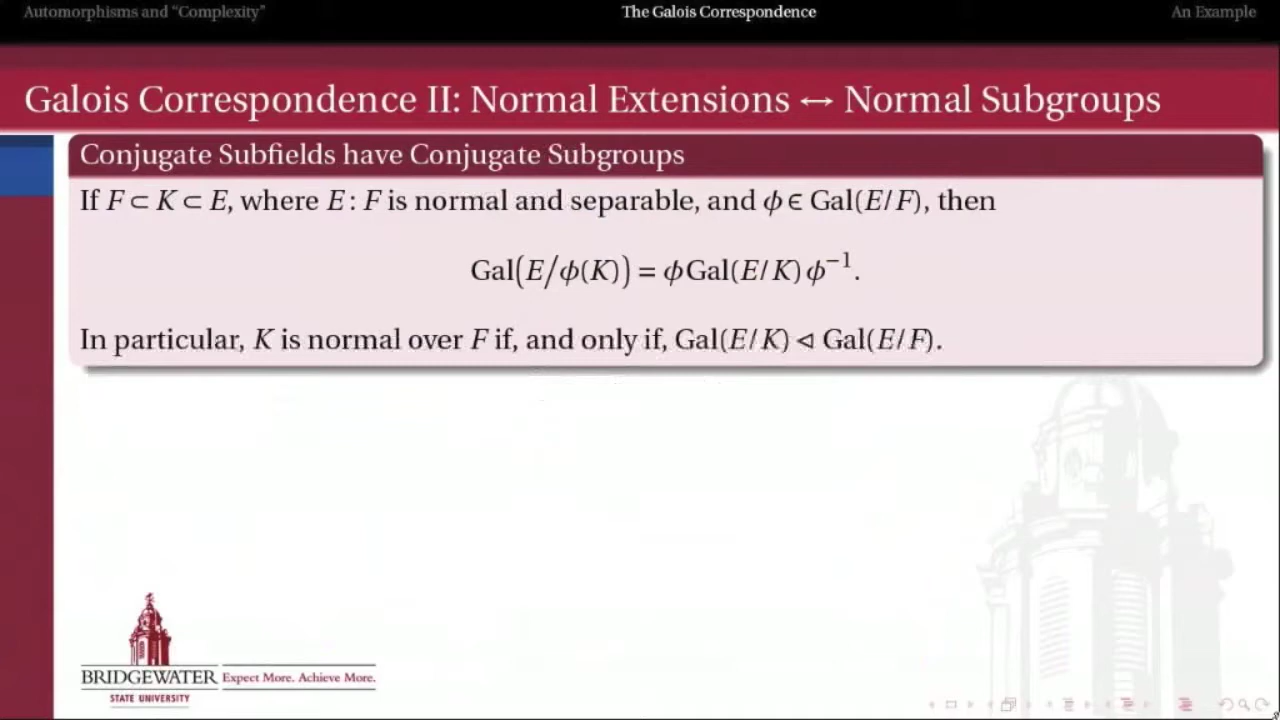 Automorphisms and “Complexity” The Galois Correspondence An Example
Galois Correspondence II: Normal Extensions ↔ Normal Subgroups
Conjugate Subfields have Conjugate Subgroups
If F ⊂ K ⊂ E, where E : F is normal and separable, and ϕ ∈ Gal(E/F), then
Gal(E/ϕ(K)) = ϕGal(E/K)ϕ⁻¹.
In particular, K is normal over F if, and only if, Gal(E/K) ◁ Gal(E/F).
BRIDGEWATER Expect More. Achieve More.
STATE UNIVERSITY